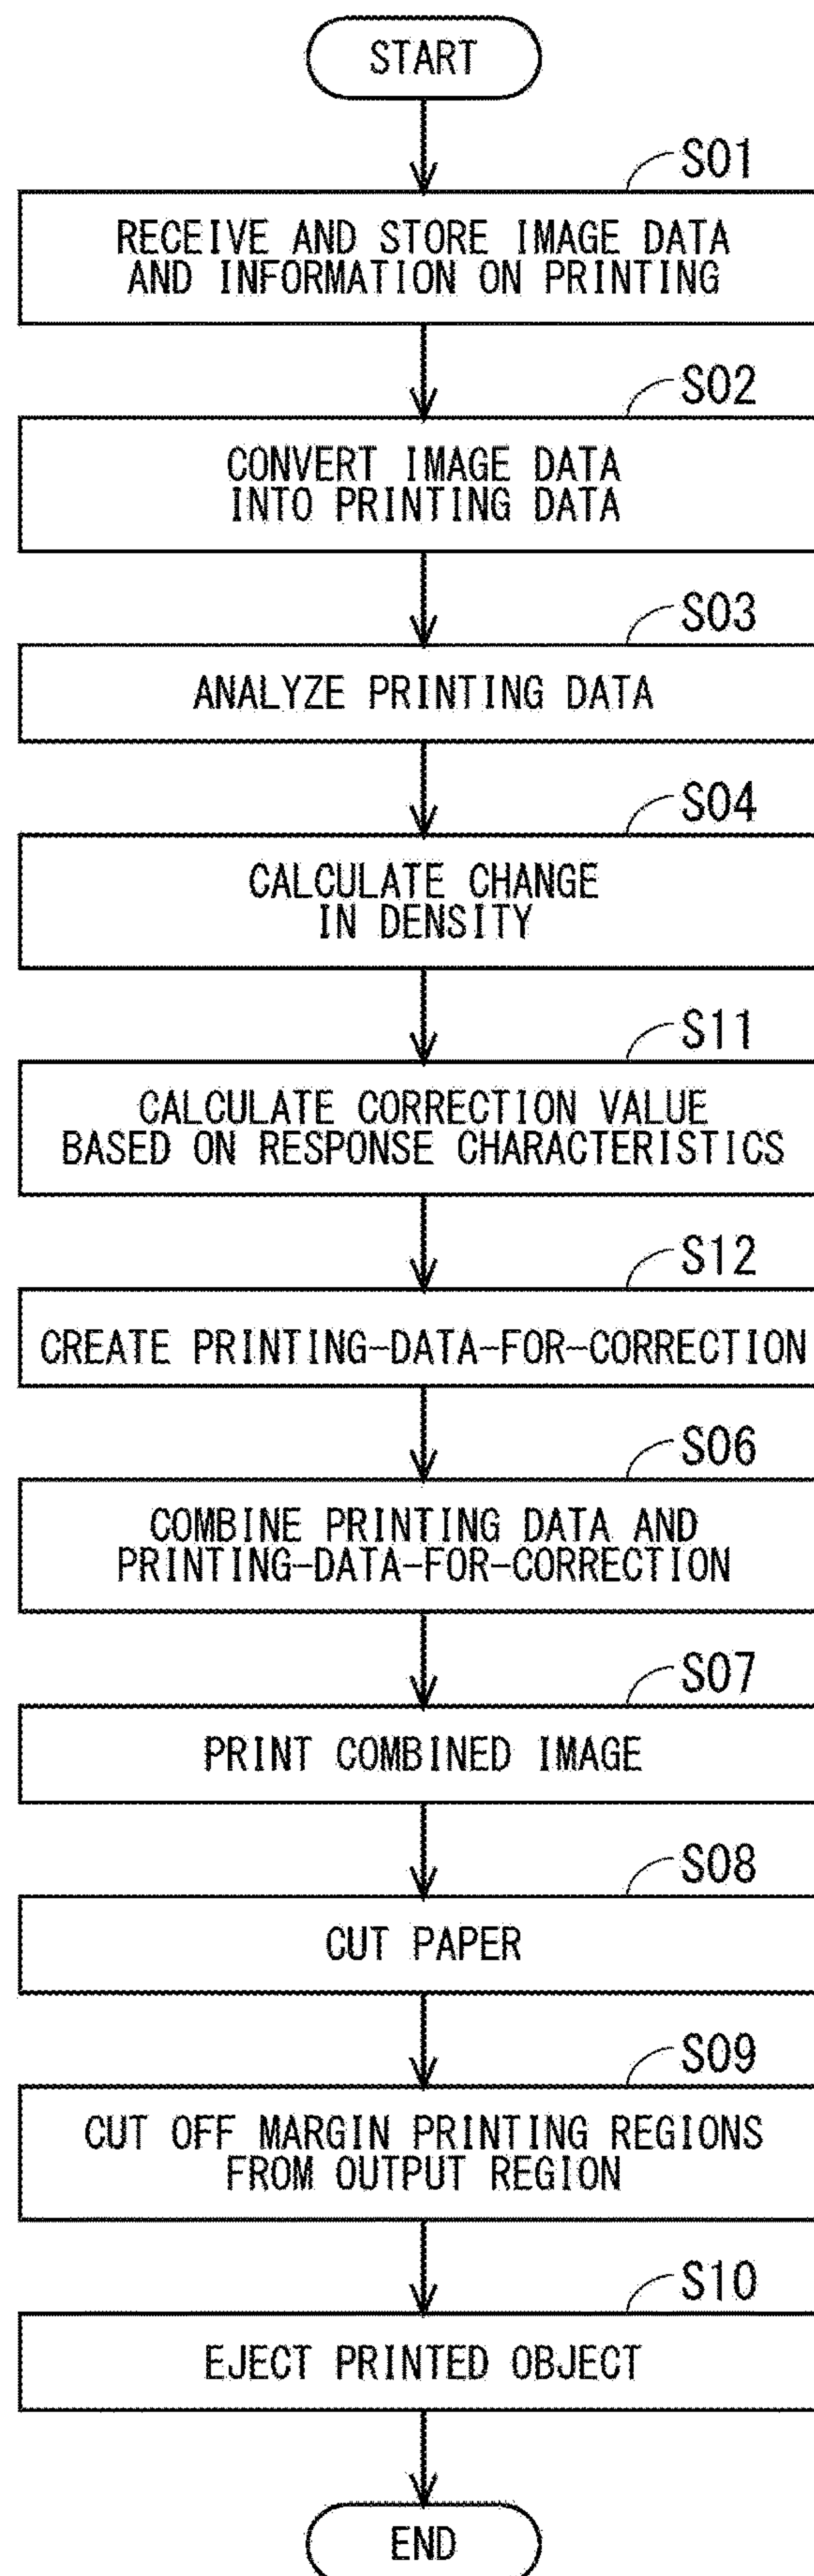 START
S01
RECEIVE AND STORE IMAGE DATA
AND INFORMATION ON PRINTING
S02
CONVERT IMAGE DATA
INTO PRINTING DATA
S03
ANALYZE PRINTING DATA
S04
CALCULATE CHANGE
IN DENSITY
S11
CALCULATE CORRECTION VALUE
BASED ON RESPONSE CHARACTERISTICS
S12
CREATE PRINTING-DATA-FOR-CORRECTION
S06
COMBINE PRINTING DATA AND
PRINTING-DATA-FOR-CORRECTION
S07
PRINT COMBINED IMAGE
S08
CUT PAPER
S09
CUT OFF MARGIN PRINTING REGIONS
FROM OUTPUT REGION
S10
EJECT PRINTED OBJECT
END